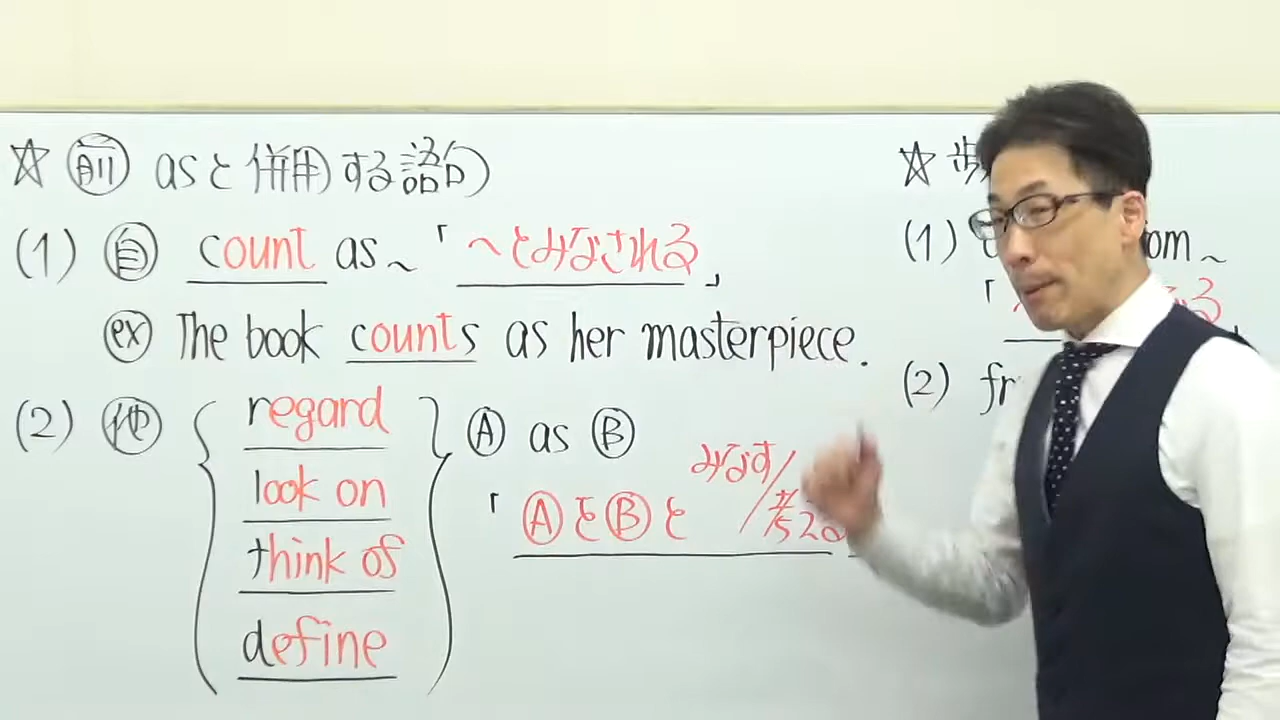 ☆ 前 asと併用する語句
(1) 自 count as~「~とみなされる」
ex The book counts as her masterpiece.
(2) 他 { regard
look on
think of
define } A as B
「AをBと みなす/考える
☆
(1) om~
「 る
(2) fr